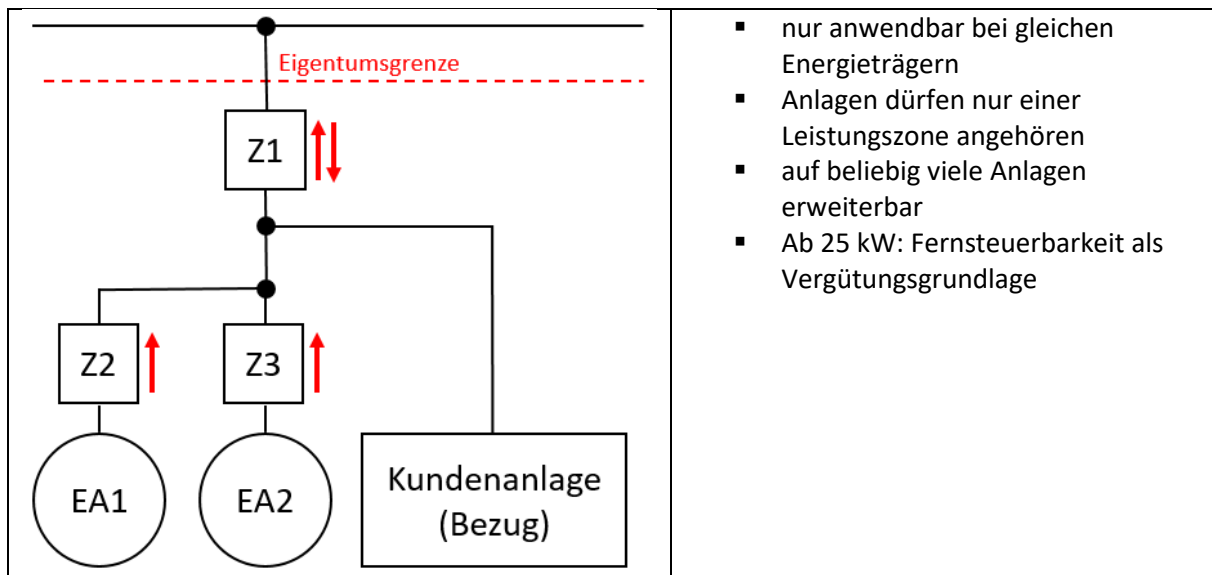 Eigentumsgrenze
Z1
Z2
Z3
EA1
EA2
Kundenanlage
(Bezug)
▪ nur anwendbar bei gleichen
Energieträgern
▪ Anlagen dürfen nur einer
Leistungszone angehören
▪ auf beliebig viele Anlagen
erweiterbar
▪ Ab 25 kW: Fernsteuerbarkeit als
Vergütungsgrundlage